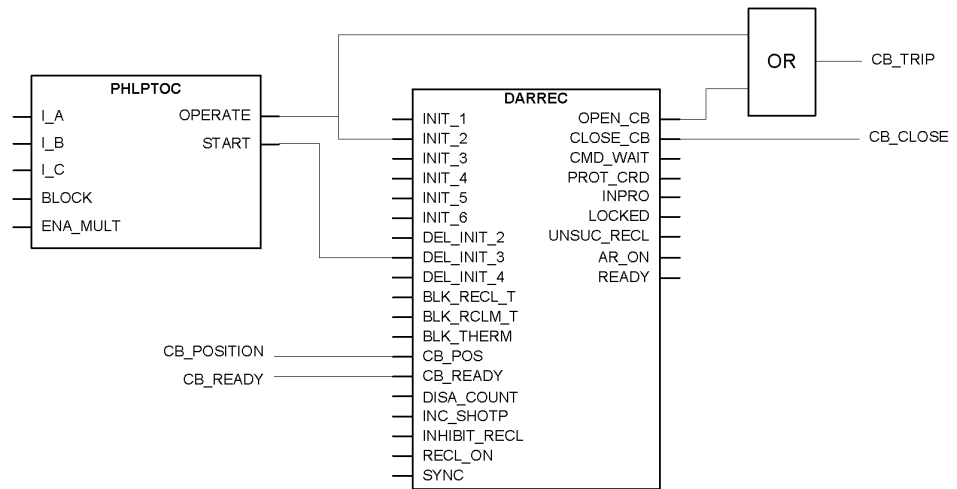 PHLPTOC
I_A
I_B
I_C
BLOCK
ENA_MULT
OPERATE
START
DARREC
INIT_1
INIT_2
INIT_3
INIT_4
INIT_5
INIT_6
DEL_INIT_2
DEL_INIT_3
DEL_INIT_4
BLK_RECL_T
BLK_RCLM_T
BLK_THERM
CB_POS
CB_READY
DISA_COUNT
INC_SHOTP
INHIBIT_RECL
RECL_ON
SYNC
OPEN_CB
CLOSE_CB
CMD_WAIT
PROT_CRD
INPRO
LOCKED
UNSUC_RECL
AR_ON
READY
CB_POSITION
CB_READY
OR
CB_TRIP
CB_CLOSE